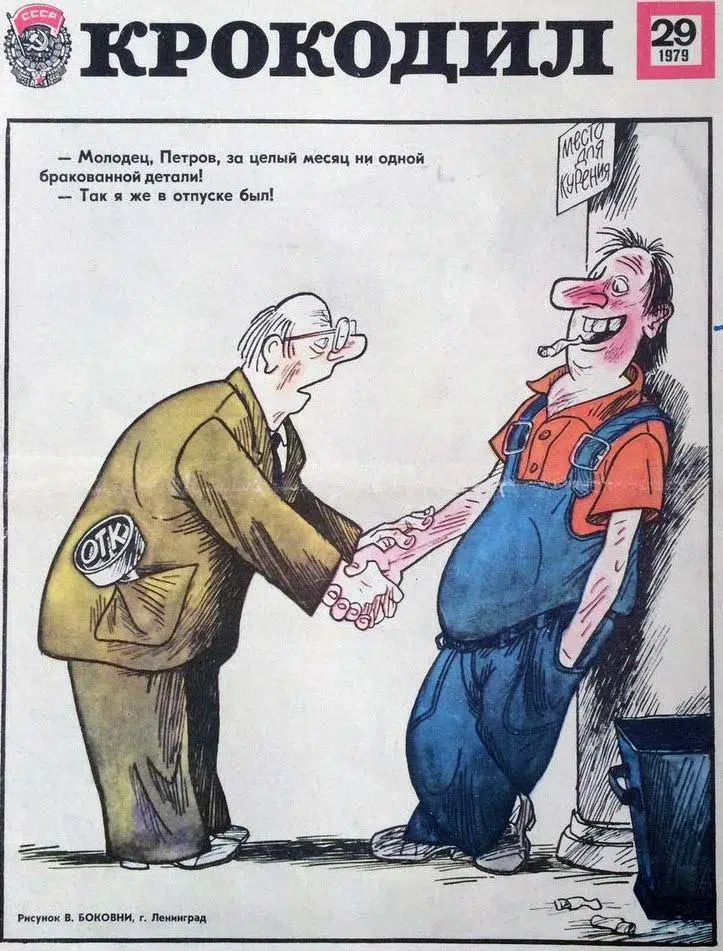 СССР
КРОКОДИЛ
29
1979
— Молодец, Петров, за целый месяц ни одной
бракованной детали!
— Так я же в отпуске был!
МЕСТО
ДЛЯ
КУРЕНИЯ
ОТК
Рисунок В. БОКОВНИ, г. Ленинград